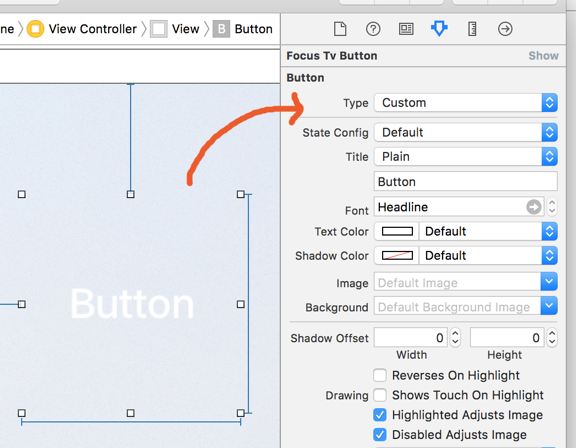 ne View Controller View B Button
Focus Tv Button Show
Button
Type Custom
State Config Default
Title Plain
Button
Font Headline
Text Color Default
Shadow Color Default
Image Default Image
Background Default Background Image
Button
Shadow Offset 0 0
Width Height
Reverses On Highlight
Drawing Shows Touch On Highlight
Highlighted Adjusts Image
Disabled Adjusts Image